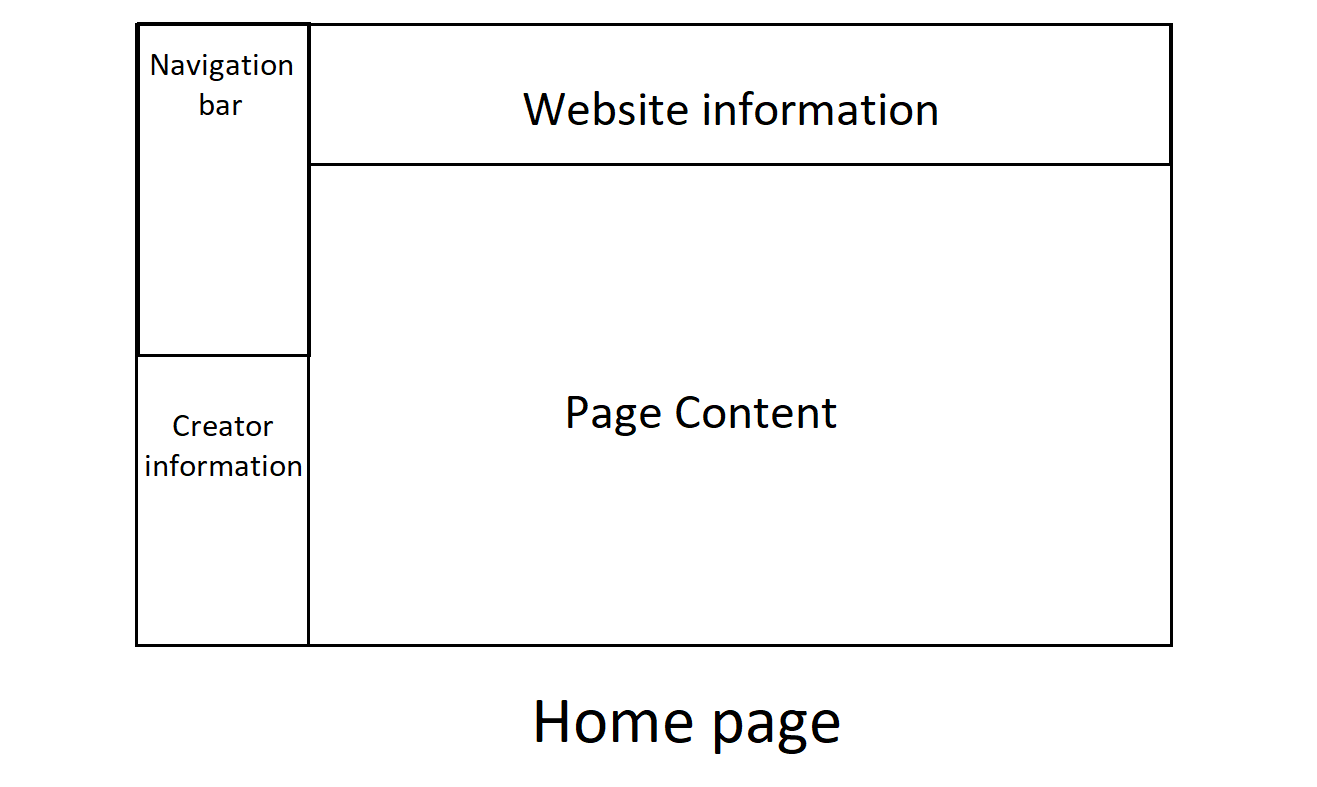 Navigation
bar
Website information
Creator
information
Page Content
Home page